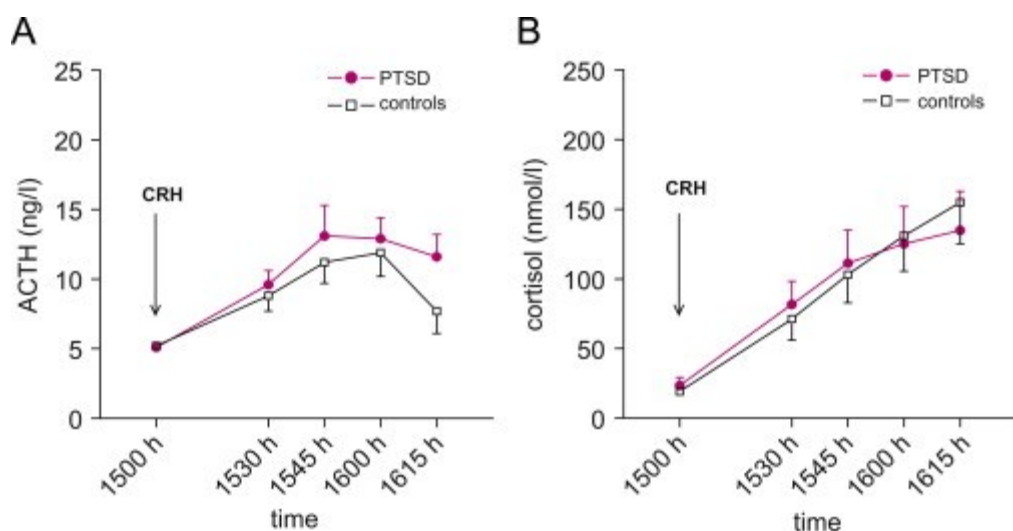 A
25
20
15
10
5
0
ACTH (ng/l)
PTSD
controls
CRH
1500 h
1530 h
1545 h
1600 h
1615 h
time
B
250
200
150
100
50
0
cortisol (nmol/l)
PTSD
controls
CRH
1500 h
1530 h
1545 h
1600 h
1615 h
time